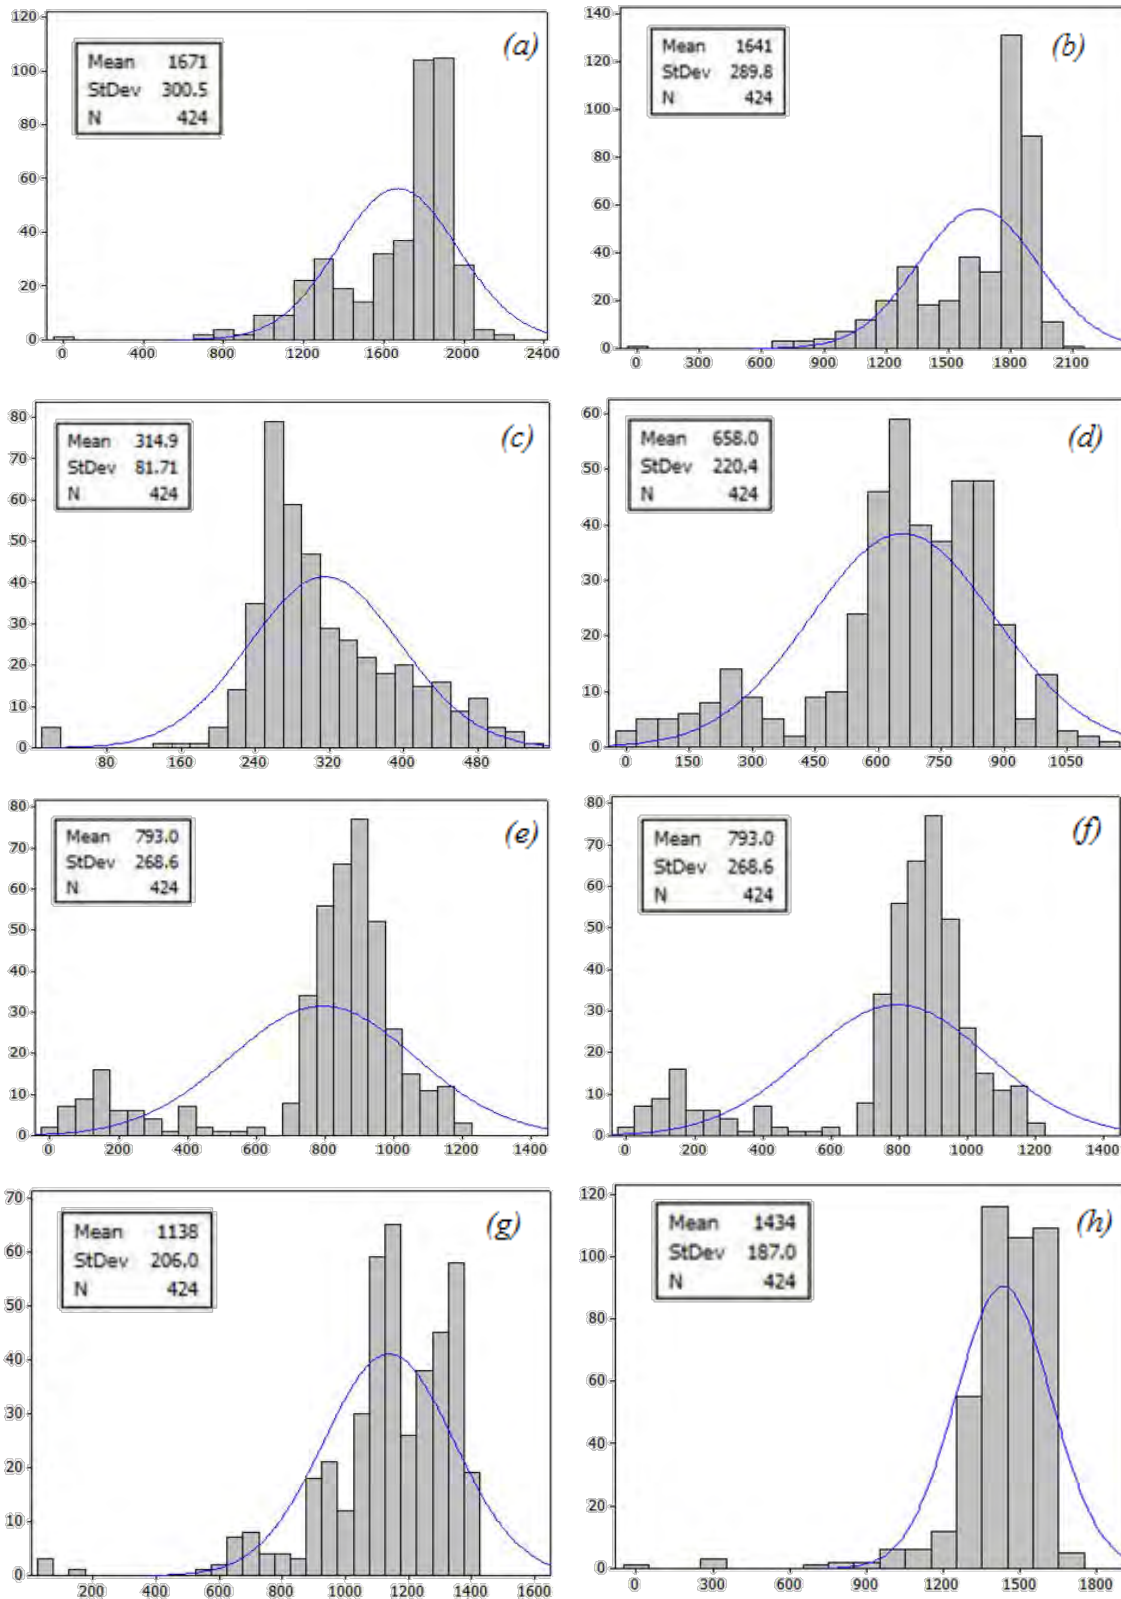 (a)
Mean 1671
StDev 300.5
N 424
120
100
80
60
40
20
0
0 400 800 1200 1600 2000 2400
(b)
Mean 1641
StDev 289.8
N 424
140
120
100
80
60
40
20
0
0 300 600 900 1200 1500 1800 2100
(c)
Mean 314.9
StDev 81.71
N 424
80
70
60
50
40
30
20
10
0
80 160 240 320 400 480
(d)
Mean 658.0
StDev 220.4
N 424
60
50
40
30
20
10
0
0 150 300 450 600 750 900 1050
(e)
Mean 793.0
StDev 268.6
N 424
80
70
60
50
40
30
20
10
0
0 200 400 600 800 1000 1200 1400
(f)
Mean 793.0
StDev 268.6
N 424
80
70
60
50
40
30
20
10
0
0 200 400 600 800 1000 1200 1400
(g)
Mean 1138
StDev 206.0
N 424
70
60
50
40
30
20
10
0
200 400 600 800 1000 1200 1400 1600
(h)
Mean 1434
StDev 187.0
N 424
120
100
80
60
40
20
0
0 300 600 900 1200 1500 1800